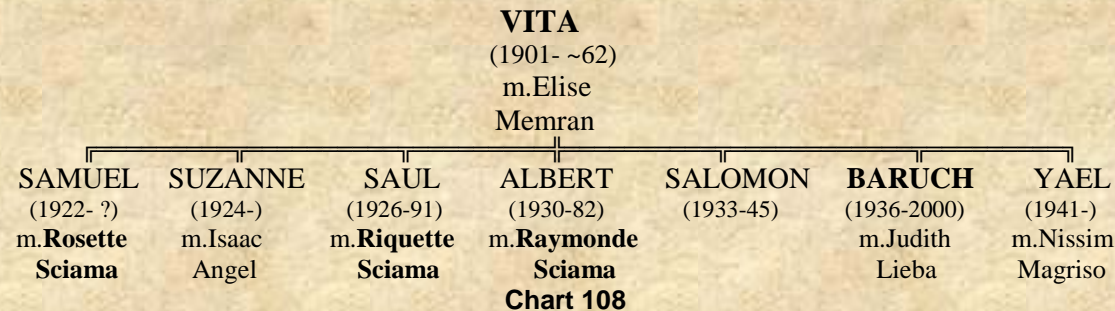 VITA
(1901- ~62)
m.Elise
Memran
SAMUEL SUZANNE SAUL ALBERT SALOMON BARUCH YAEL
(1922- ?) (1924-) (1926-91) (1930-82) (1933-45) (1936-2000) (1941-)
m.Rosette m.Isaac m.Riquette m.Raymonde m.Judith m.Nissim
Sciama Angel Sciama Sciama Lieba Magriso
Chart 108